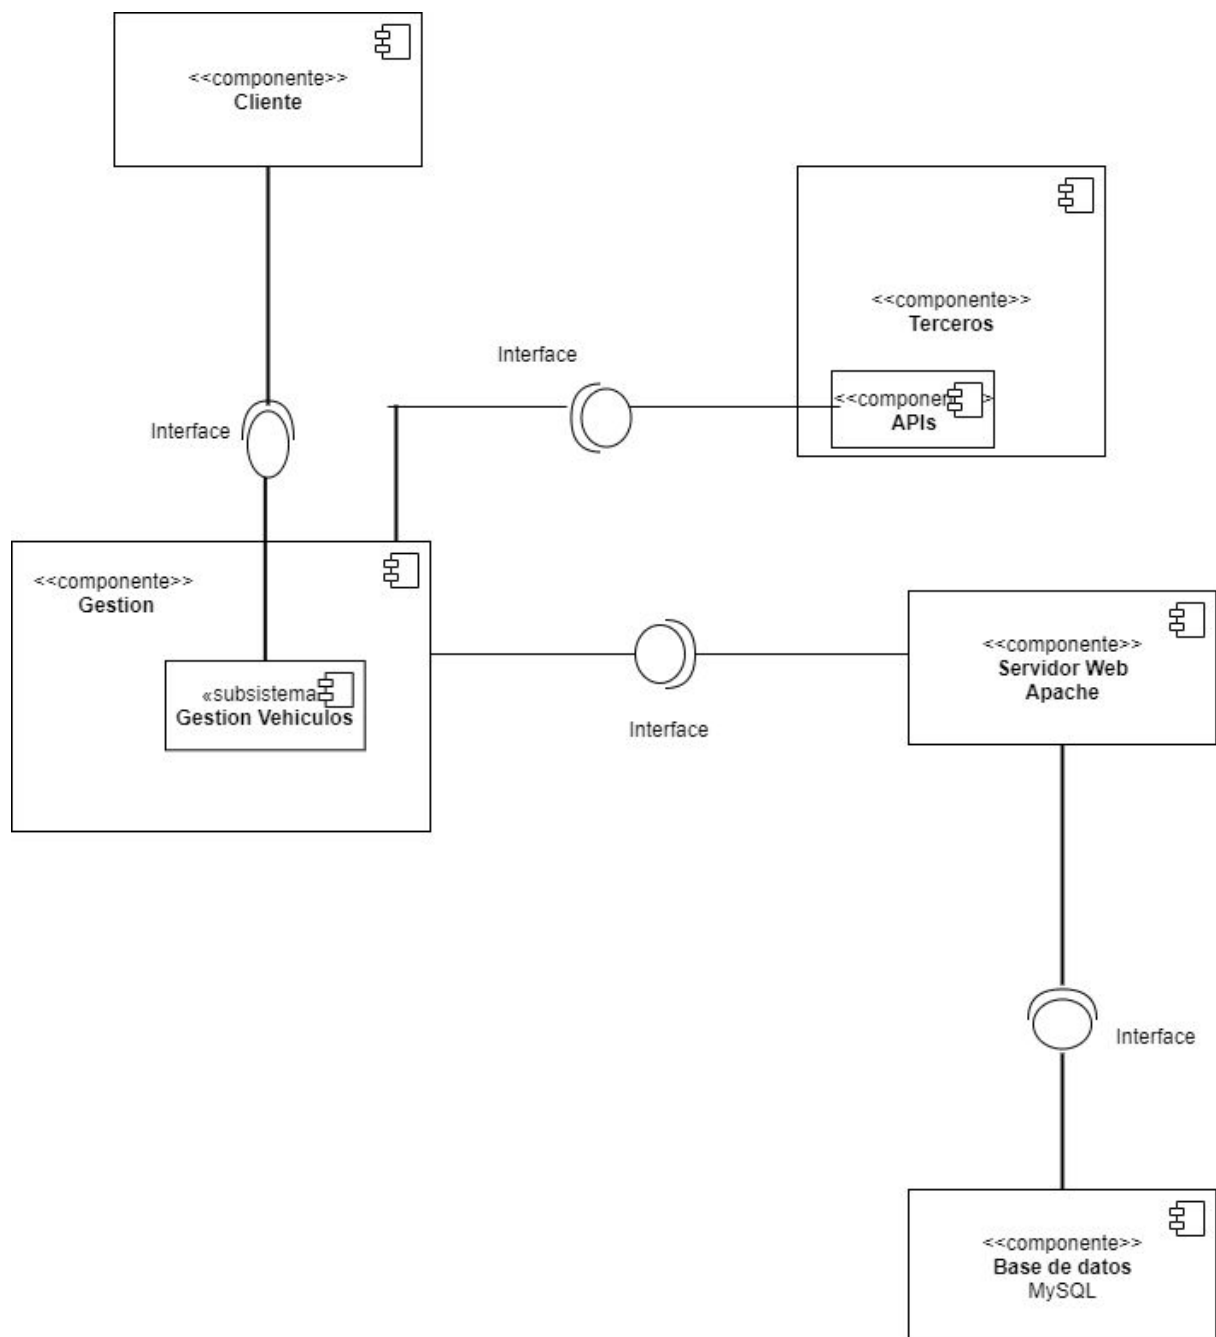 <<componente>>
Cliente
<<componente>>
Terceros
Interface
<<componente>>
APIs
Interface
<<componente>>
Gestion
«subsistema
Gestion Vehiculos
<<componente>>
Servidor Web
Apache
Interface
Interface
<<componente>>
Base de datos
MySQL